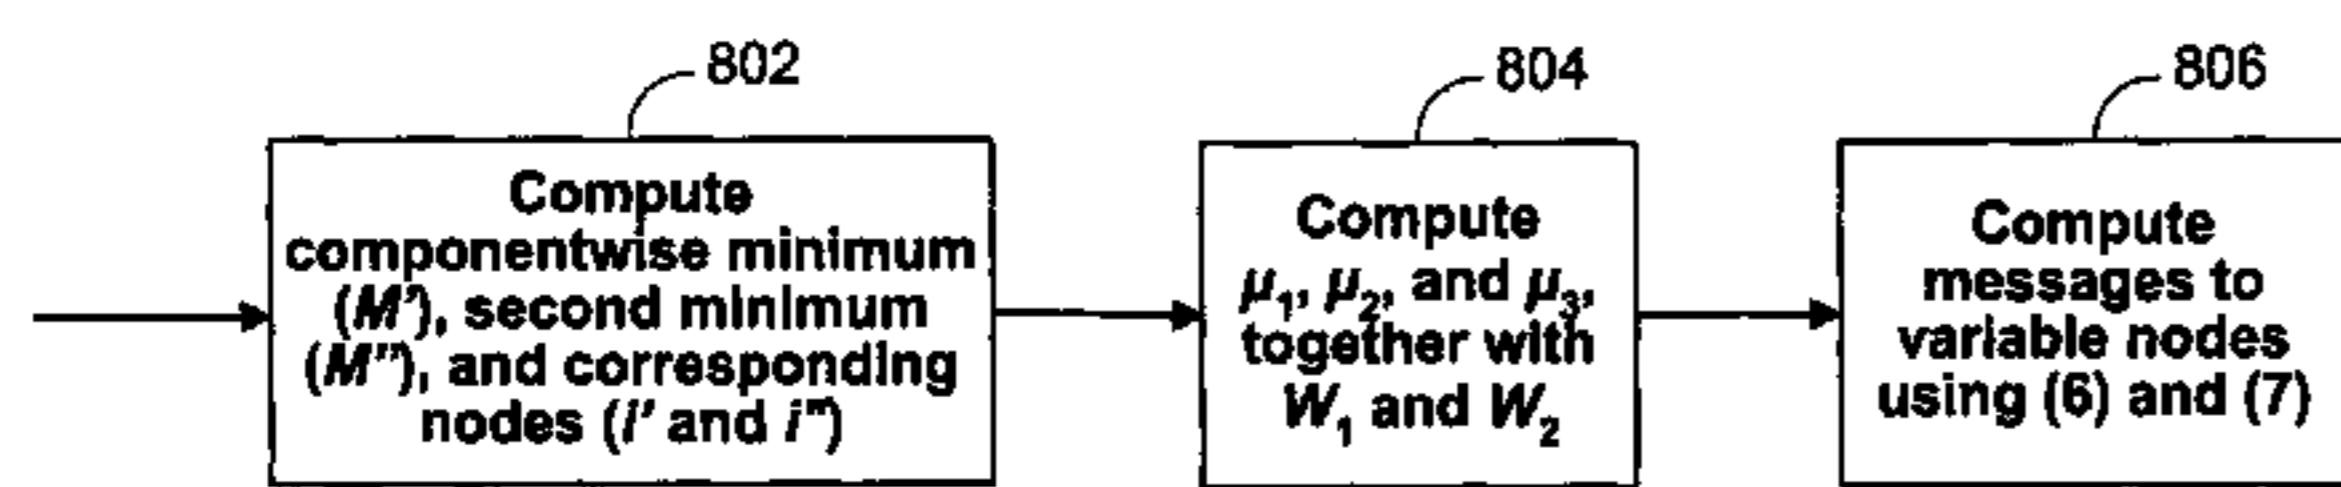 802
804
806
Compute
componentwise minimum
(M'), second minimum
(M''), and corresponding
nodes (i' and i'')
Compute
μ₁, μ₂, and μ₃,
together with
W₁ and W₂
Compute
messages to
variable nodes
using (6) and (7)